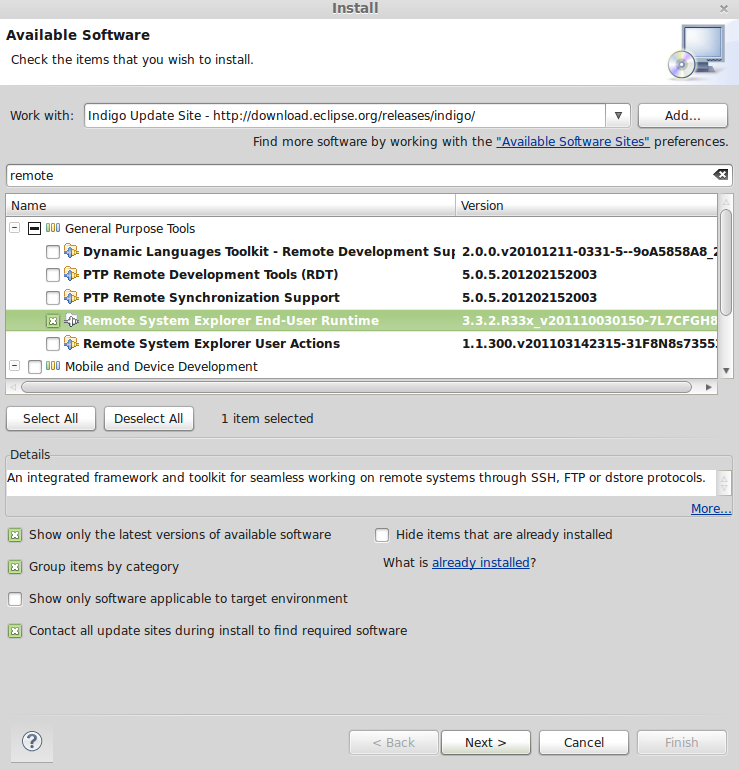 Install
Available Software
Check the items that you wish to install.
Work with: Indigo Update Site - http://download.eclipse.org/releases/indigo/ Add...
Find more software by working with the "Available Software Sites" preferences.
remote
Name Version
General Purpose Tools
Dynamic Languages Toolkit - Remote Development Sup 2.0.0.v20101211-0331-5--9oA5858A8_2
PTP Remote Development Tools (RDT) 5.0.5.201202152003
PTP Remote Synchronization Support 5.0.5.201202152003
Remote System Explorer End-User Runtime 3.3.2.R33x_v201110030150-7L7CFGH8
Remote System Explorer User Actions 1.1.300.v201103142315-31F8N8s7355
Mobile and Device Development
Select All Deselect All 1 item selected
Details
An integrated framework and toolkit for seamless working on remote systems through SSH, FTP or dstore protocols.
More...
Show only the latest versions of available software Hide items that are already installed
Group items by category What is already installed?
Show only software applicable to target environment
Contact all update sites during install to find required software
? < Back Next > Cancel Finish